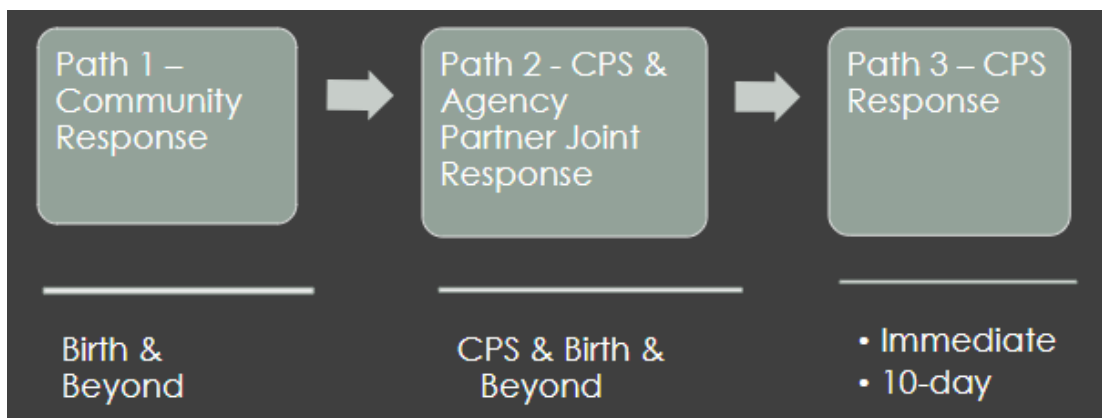 Path 1 –
Community
Response
Path 2 - CPS &
Agency
Partner Joint
Response
Path 3 – CPS
Response
Birth &
Beyond
CPS & Birth &
Beyond
• Immediate
• 10-day